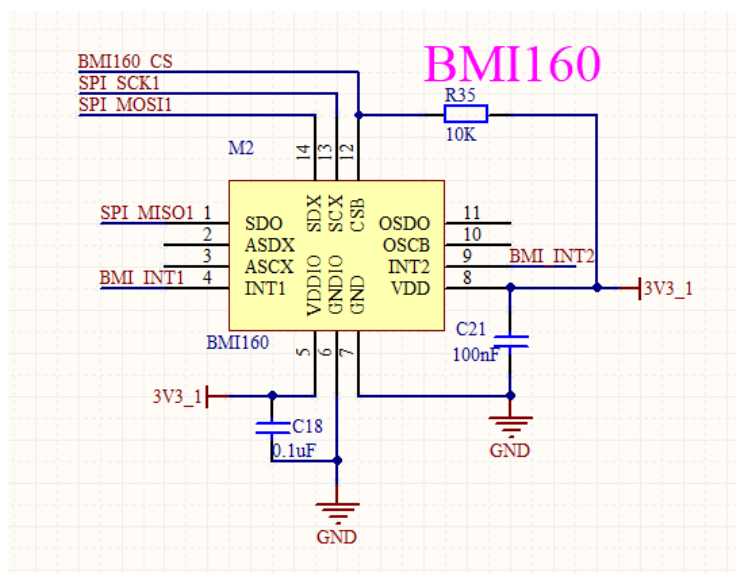 BMI160
BMI160_CS
SPI_SCK1
SPI_MOSI1
R35
10K
M2
14
13
12
SPI_MISO1
1
2
3
4
BMI_INT1
SDO
ASDX
ASCX
INT1
SDX
SCX
CSB
OSDO
OSCB
INT2
VDD
VDDIO
GNDIO
GND
11
10
9
8
BMI_INT2
3V3_1
BMI160
5
6
7
C21
100nF
3V3_1
C18
0.1uF
GND
GND